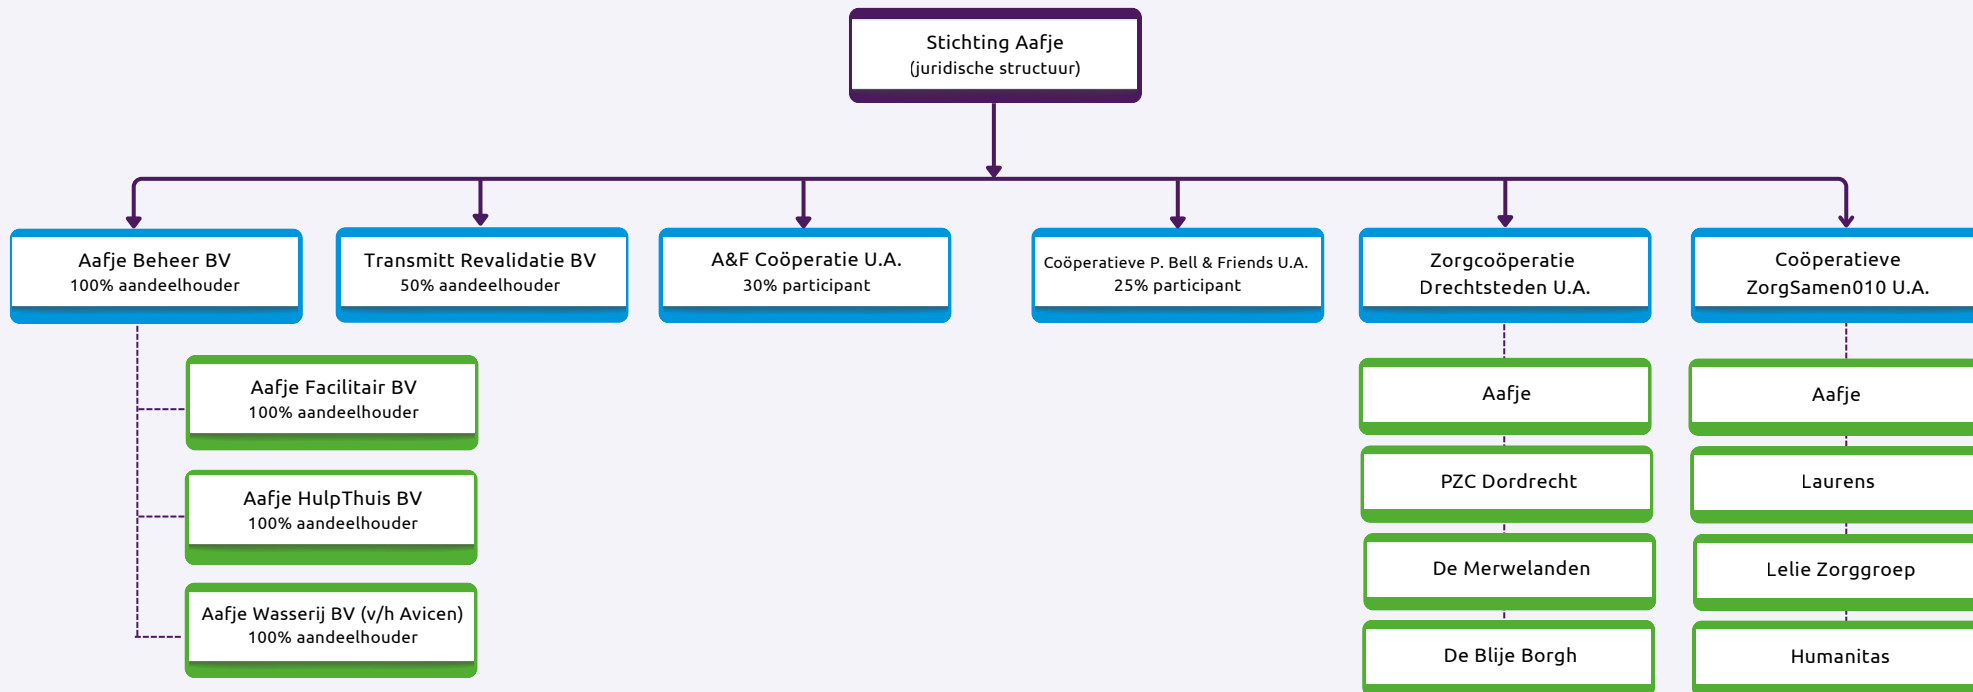 Stichting Aafje
(juridische structuur)
Aafje Beheer BV
100% aandeelhouder
Transmitt Revalidatie BV
50% aandeelhouder
A&F Coöperatie U.A.
30% participant
Coöperatieve P. Bell & Friends U.A.
25% participant
Zorgcoöperatie
Drechtsteden U.A.
Coöperatieve
ZorgSamen010 U.A.
Aafje Facilitair BV
100% aandeelhouder
Aafje HulpThuis BV
100% aandeelhouder
Aafje Wasserij BV (v/h Avicen)
100% aandeelhouder
Aafje
PZC Dordrecht
De Merwelanden
De Blije Borgh
Aafje
Laurens
Lelie Zorggroep
Humanitas